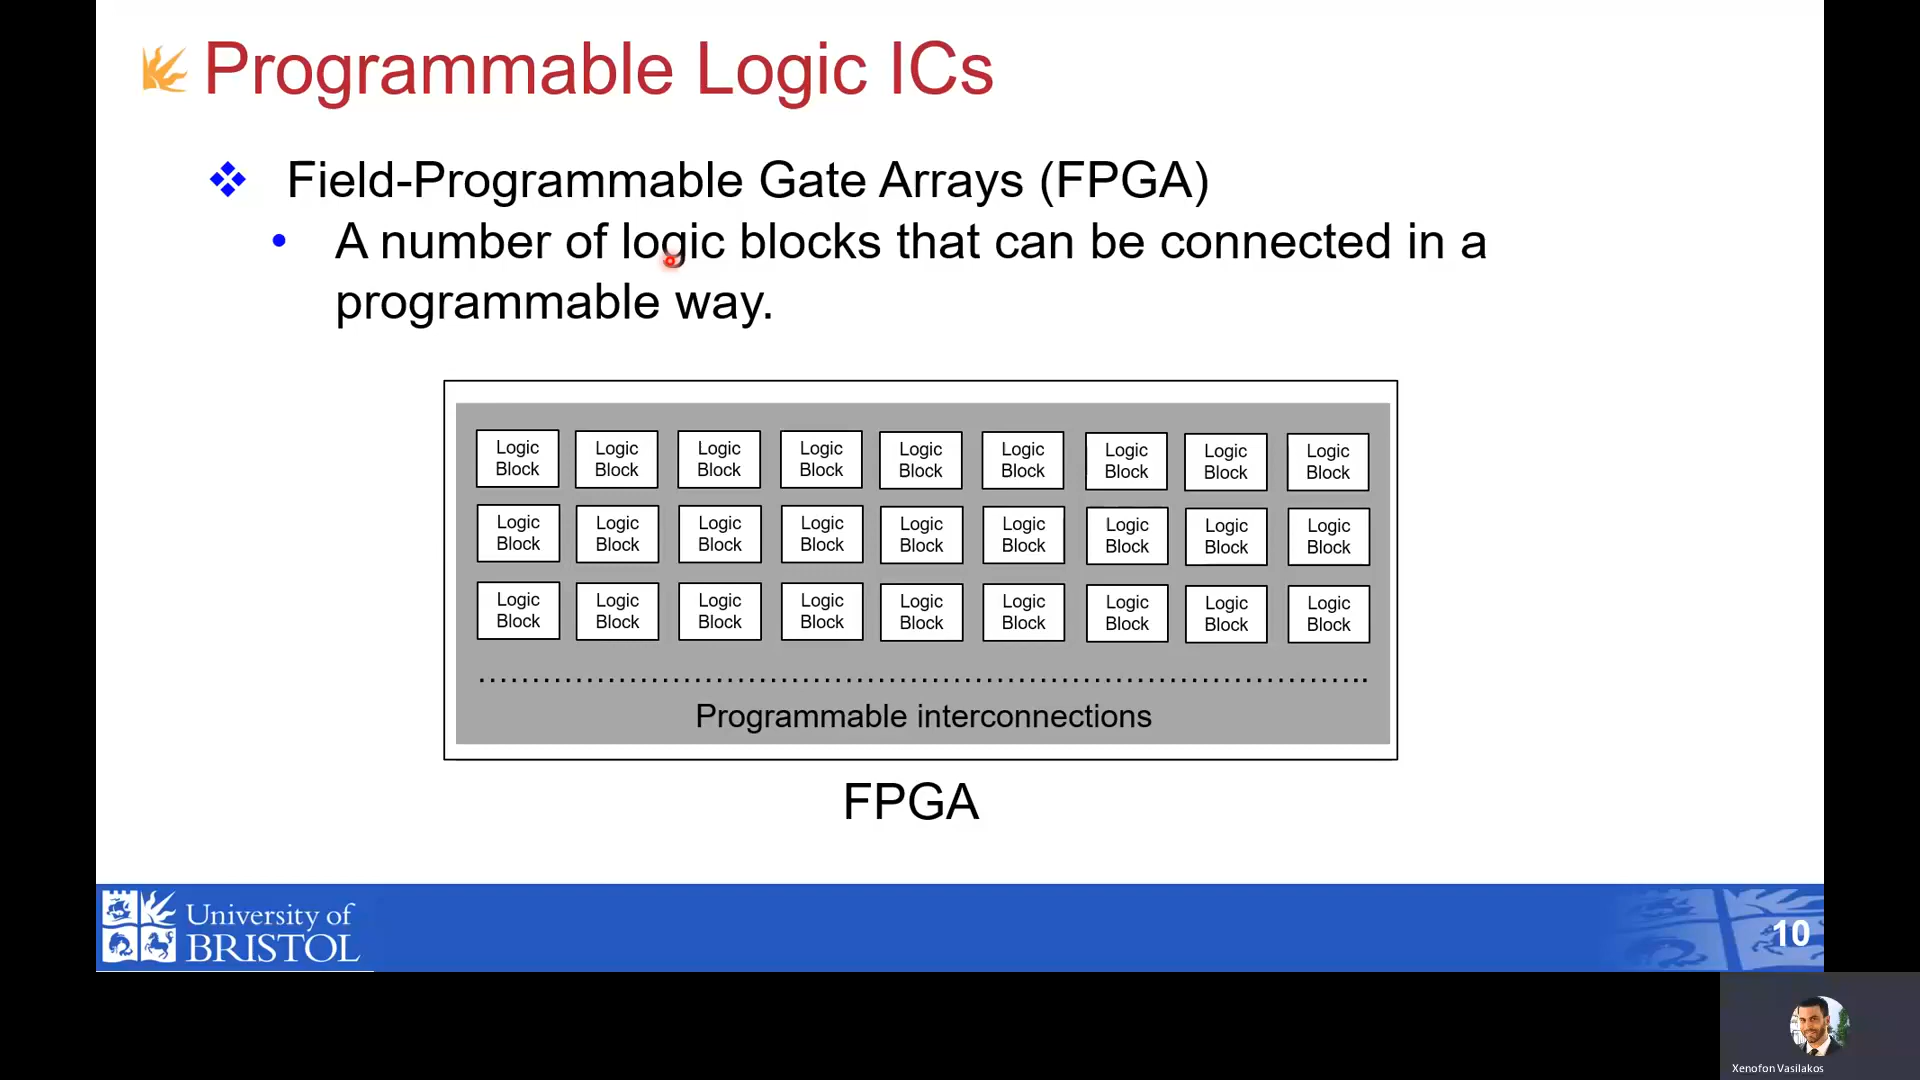 Programmable Logic ICs
Field-Programmable Gate Arrays (FPGA)
A number of logic blocks that can be connected in a
programmable way.
Logic Logic Logic Logic Logic Logic Logic Logic Logic
Block Block Block Block Block Block Block Block Block
Logic Logic Logic Logic Logic Logic Logic Logic Logic
Block Block Block Block Block Block Block Block Block
Logic Logic Logic Logic Logic Logic Logic Logic Logic
Block Block Block Block Block Block Block Block Block
Programmable interconnections
FPGA
University of
BRISTOL
10
Xenofon Vasilakos